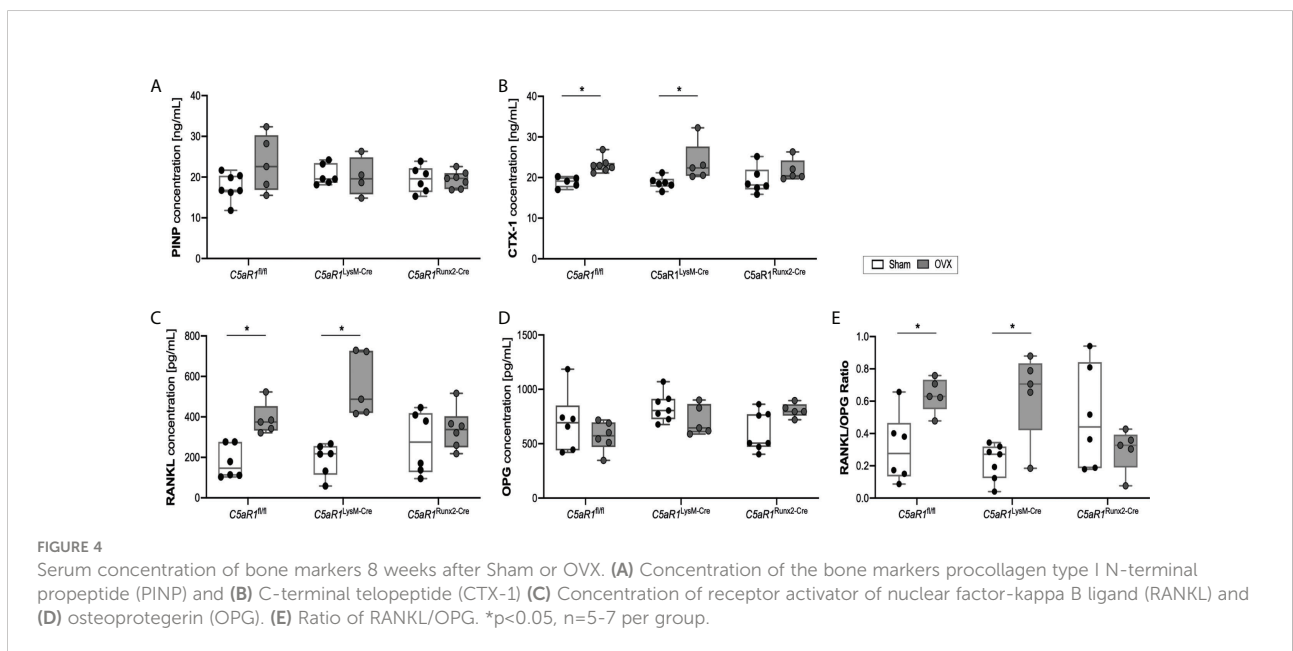 A
PINP concentration [ng/mL]
40
30
20
10
0
C5aR1fl/fl C5aR1LysM-Cre C5aR1Runx2-Cre
B
CTX-1 cocentration [ng/mL]
40
30
20
10
0
* *
C5aR1fl/fl C5aR1LysM-Cre C5aR1Runx2-Cre
Sham OVX
C
RANKL concentration [pg/mL]
800
600
400
200
0
* *
C5aR1fl/fl C5aR1LysM-Cre C5aR1Runx2-Cre
D
OPG concentration [pg/mL]
1500
1000
500
0
C5aR1fl/fl C5aR1LysM-Cre C5aR1Runx2-Cre
E
RANKL/OPG Ratio
1.0
0.8
0.6
0.4
0.2
0.0
* *
C5aR1fl/fl C5aR1LysM-Cre C5aR1Runx2-Cre
FIGURE 4
Serum concentration of bone markers 8 weeks after Sham or OVX. (A) Concentration of the bone markers procollagen type I N-terminal
propeptide (PINP) and (B) C-terminal telopeptide (CTX-1) (C) Concentration of receptor activator of nuclear factor-kappa B ligand (RANKL) and
(D) osteoprotegerin (OPG). (E) Ratio of RANKL/OPG. *p<0.05, n=5-7 per group.